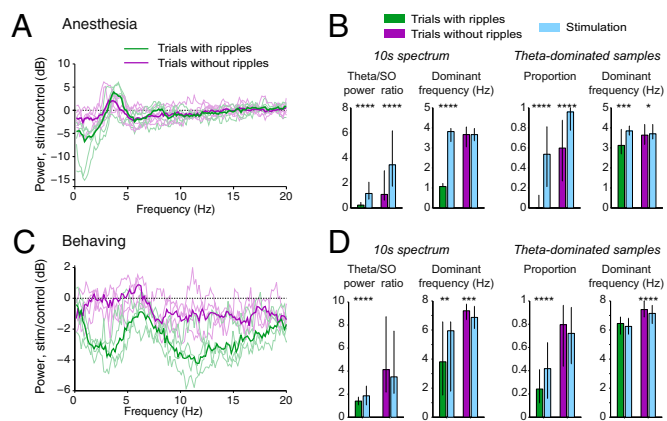 A
Anesthesia
Trials with ripples
Trials without ripples
Power, stim/control (dB)
10
5
0
−5
−10
−15
0
5
10
15
20
Frequency (Hz)
B
Trials with ripples
Trials without ripples
Stimulation
10s spectrum
Theta-dominated samples
Theta/SO
power ratio
**** ****
8
6
4
2
0
Dominant
frequency (Hz)
****
5
4
3
2
1
0
Proportion
**** ****
1
0.8
0.6
0.4
0.2
0
Dominant
frequency (Hz)
*** *
5
4
3
2
1
0
C
Behaving
Power, stim/control (dB)
2
0
−2
−4
−6
0
5
10
15
20
Frequency (Hz)
D
10s spectrum
Theta-dominated samples
Theta/SO
power ratio
****
10
8
6
4
2
0
Dominant
frequency (Hz)
** ***
8
6
4
2
0
Proportion
****
1
0.8
0.6
0.4
0.2
0
Dominant
frequency (Hz)
****
8
6
4
2
0